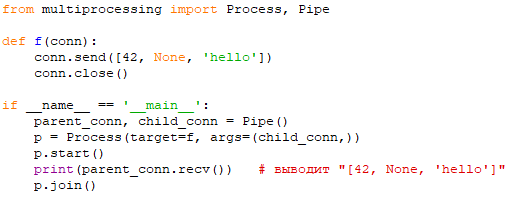 from multiprocessing import Process, Pipe
def f(conn):
    conn.send([42, None, 'hello'])
    conn.close()
if __name__ == '__main__':
    parent_conn, child_conn = Pipe()
    p = Process(target=f, args=(child_conn,))
    p.start()
    print(parent_conn.recv())   # выводит "[42, None, 'hello']"
    p.join()